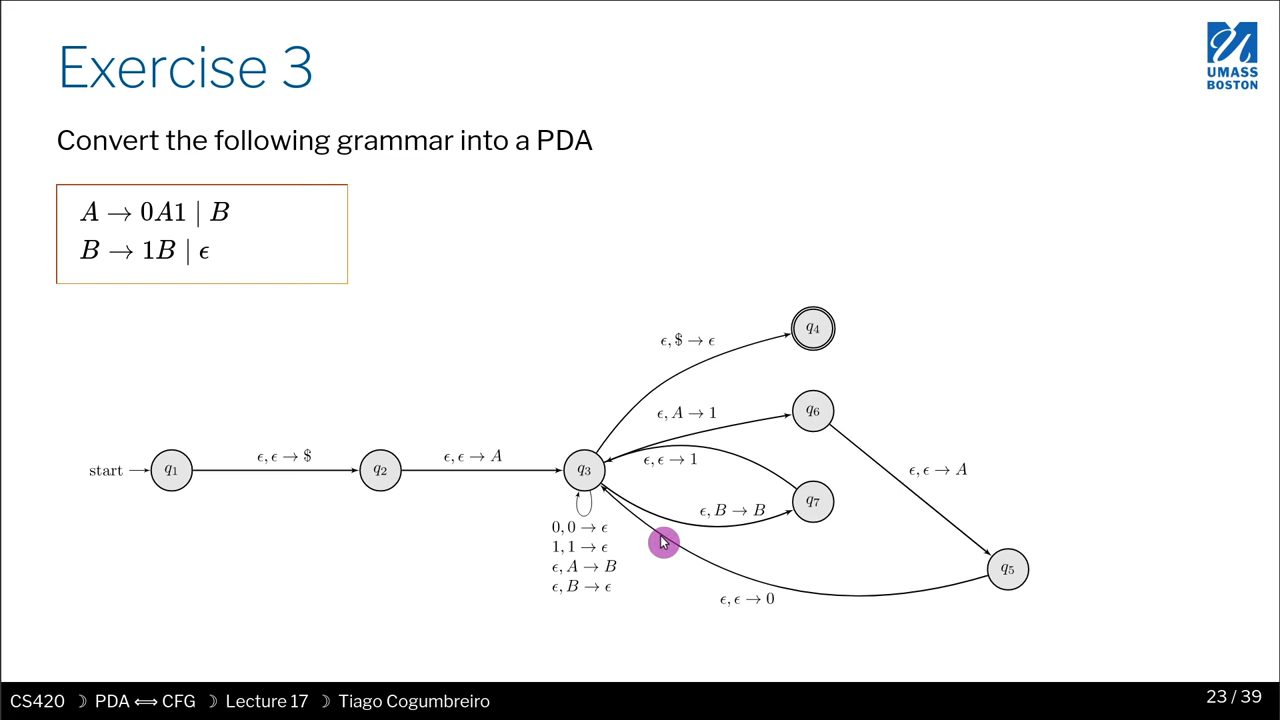 Exercise 3
UMASS
BOSTON
Convert the following grammar into a PDA
A → 0A1 | B
B → 1B | ϵ
q4
ϵ, $ → ϵ
ϵ, A → 1
q6
start
q1
ϵ, ϵ → $
q2
ϵ, ϵ → A
q3
ϵ, ϵ → 1
ϵ, ϵ → A
ϵ, B → B
q7
0, 0 → ϵ
1, 1 → ϵ
ϵ, A → B
ϵ, B → ϵ
q5
ϵ, ϵ → 0
CS420 ☽ PDA ⟺ CFG ☽ Lecture 17 ☽ Tiago Cogumbreiro
23 / 39